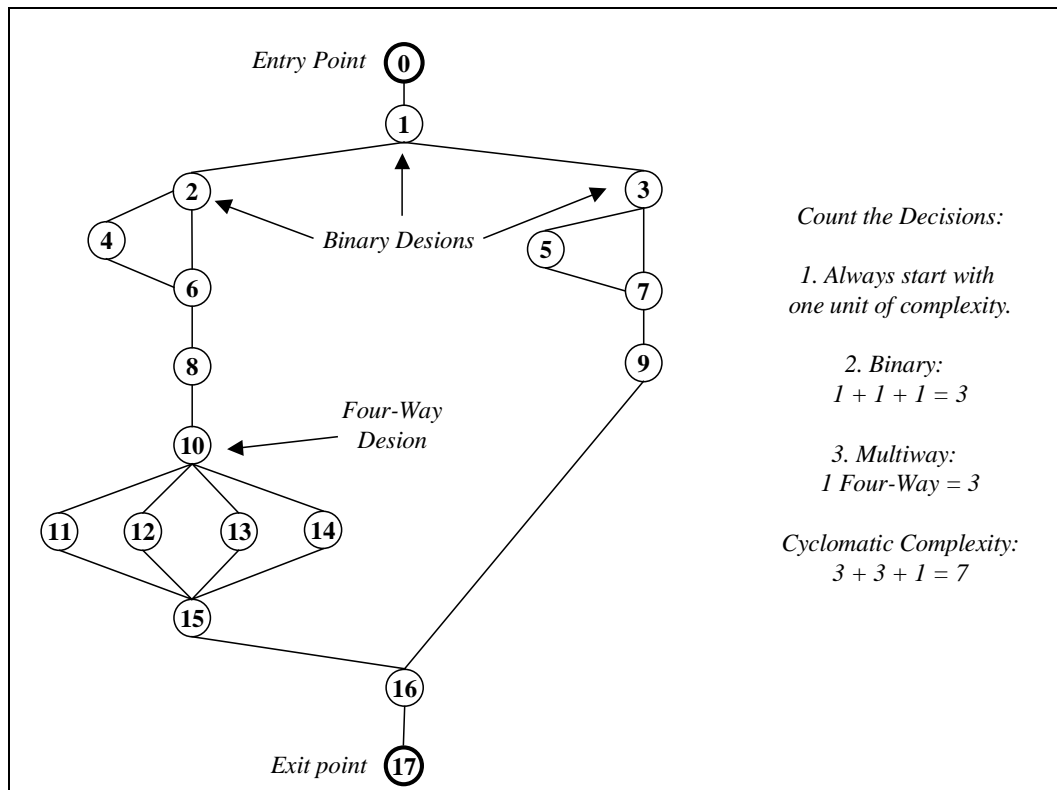 Entry Point
0
1
2
3
4
Binary Desions
5
6
7
8
9
Four-Way
Desion
10
11
12
13
14
15
16
Exit point
17
Count the Decisions:
1. Always start with
one unit of complexity.
2. Binary:
1 + 1 + 1 = 3
3. Multiway:
1 Four-Way = 3
Cyclomatic Complexity:
3 + 3 + 1 = 7